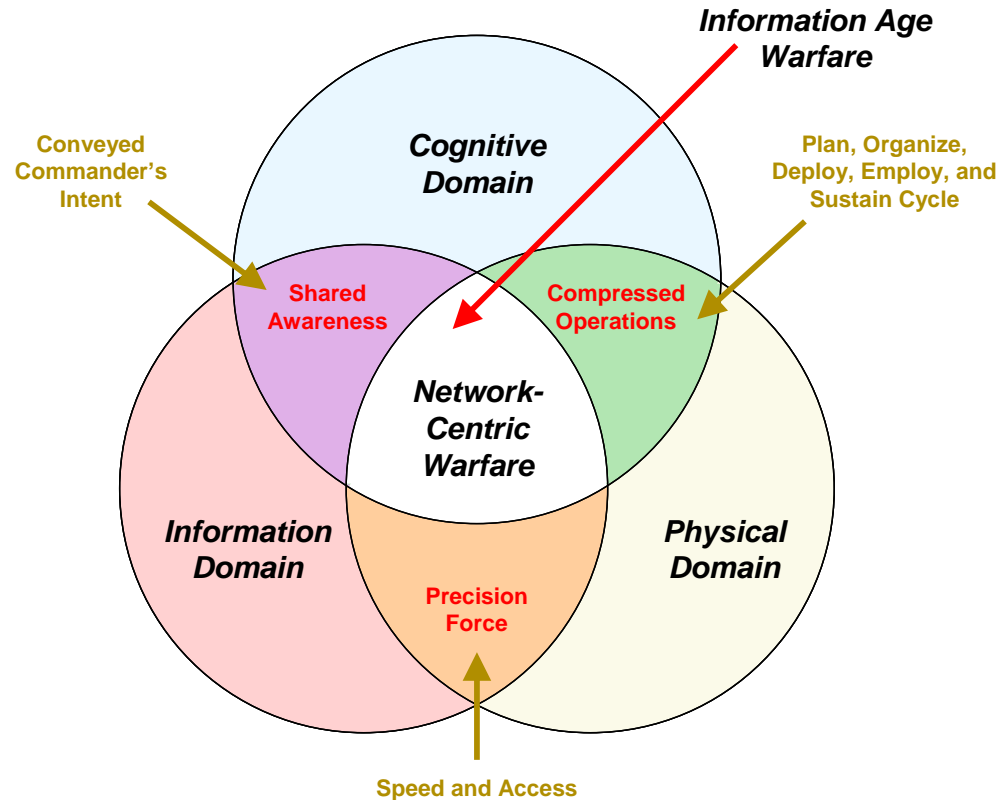 Information Age
Warfare
Conveyed
Commander’s
Intent
Cognitive
Domain
Plan, Organize,
Deploy, Employ, and
Sustain Cycle
Shared
Awareness
Compressed
Operations
Network-
Centric
Warfare
Information
Domain
Physical
Domain
Precision
Force
Speed and Access